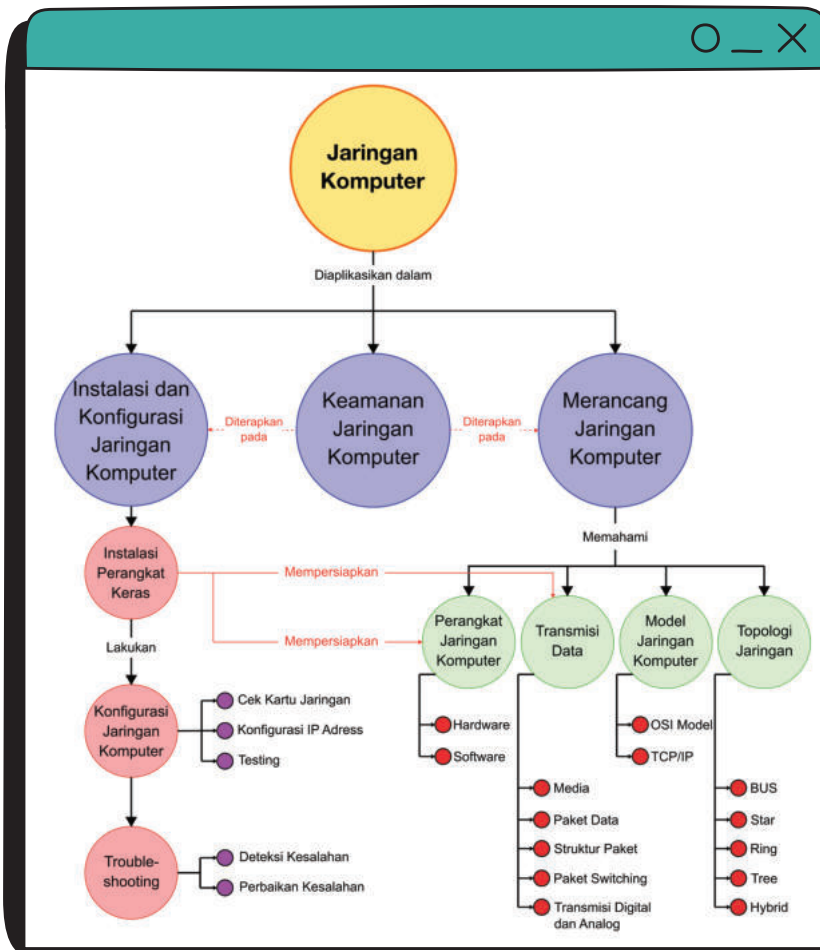 Jaringan
Komputer
Diaplikasikan dalam
Instalasi dan
Konfigurasi
Jaringan
Komputer
Diterapkan
pada
Keamanan
Jaringan
Komputer
Diterapkan
pada
Merancang
Jaringan
Komputer
Instalasi
Perangkat
Keras
Mempersiapkan
Mempersiapkan
Lakukan
Konfigurasi
Jaringan
Komputer
Cek Kartu Jaringan
Konfigurasi IP Adress
Testing
Trouble-
shooting
Deteksi Kesalahan
Perbaikan Kesalahan
Memahami
Perangkat
Jaringan
Komputer
Hardware
Software
Transmisi
Data
Media
Paket Data
Struktur Paket
Paket Switching
Transmisi Digital
dan Analog
Model
Jaringan
Komputer
OSI Model
TCP/IP
Topologi
Jaringan
BUS
Star
Ring
Tree
Hybrid